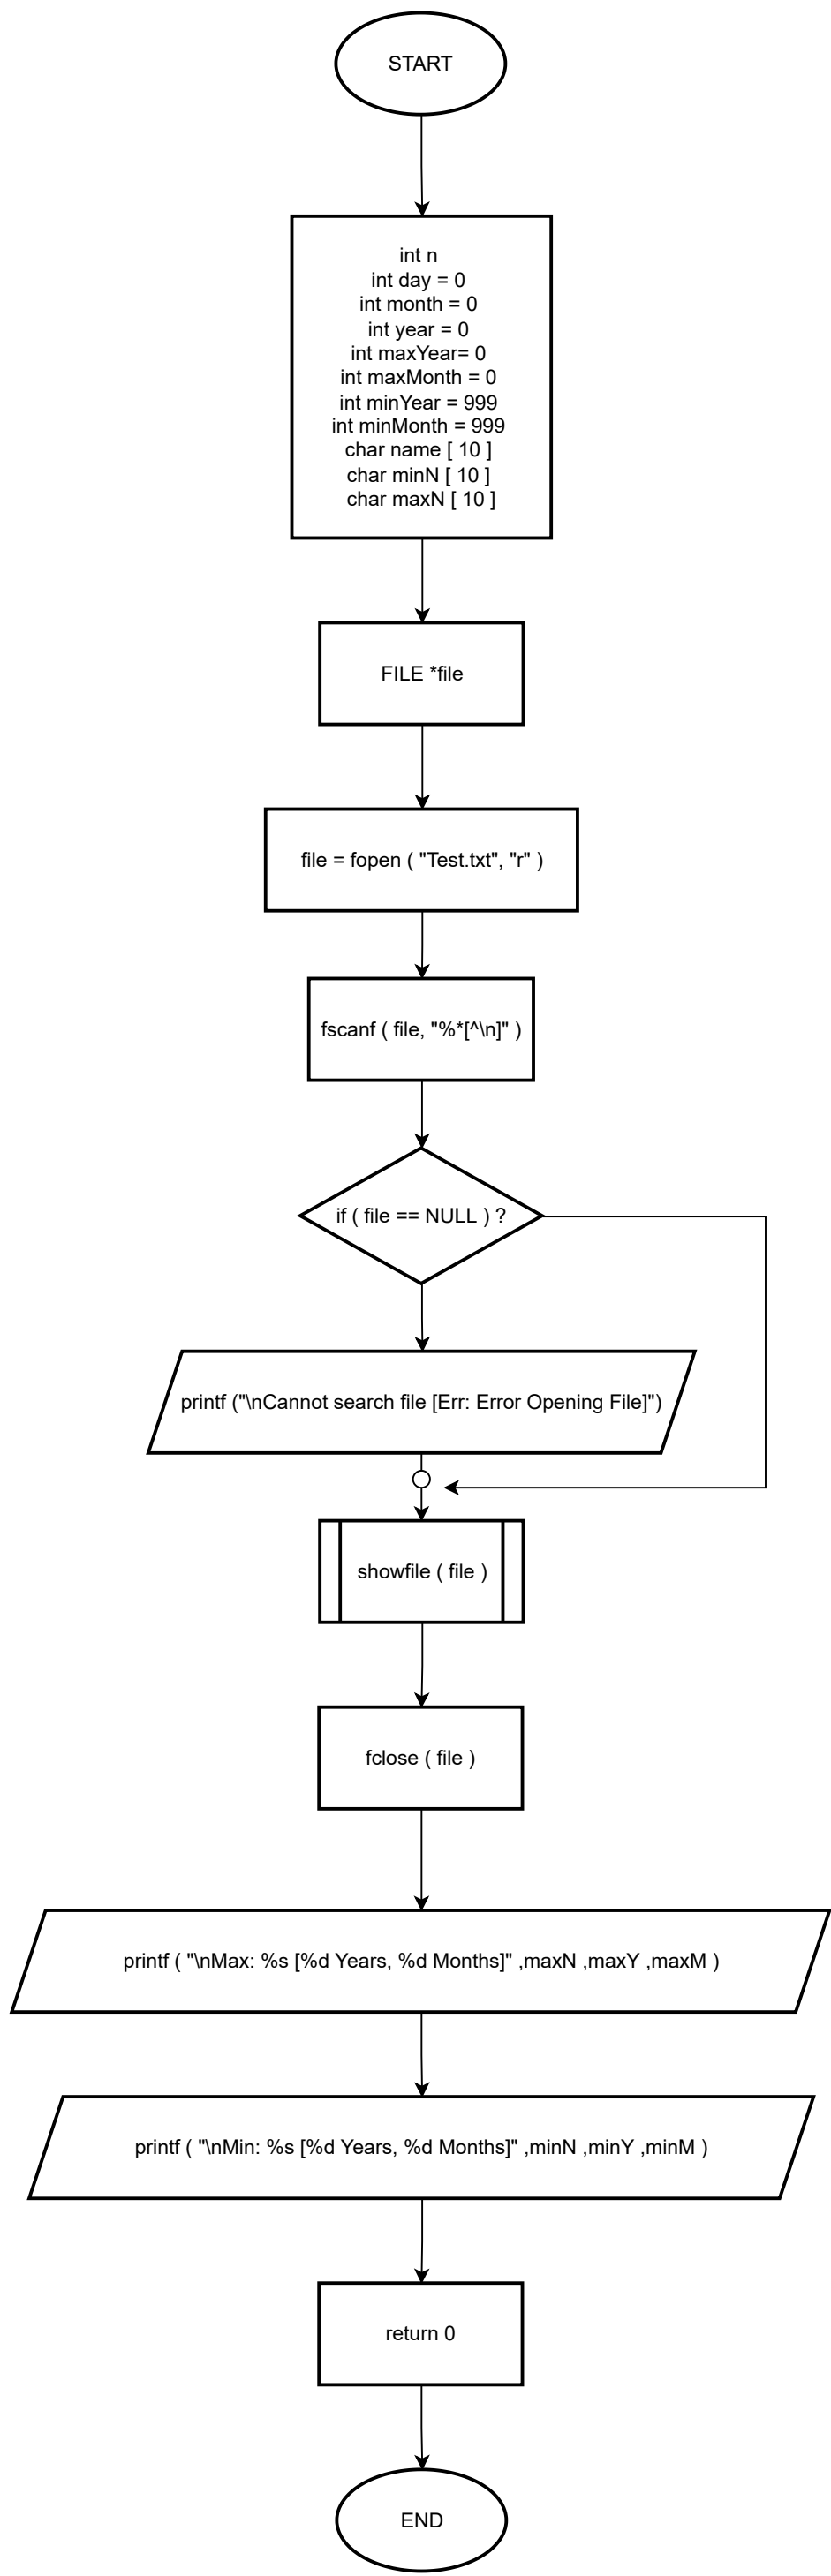 START
int n
int day = 0
int month = 0
int year = 0
int maxYear= 0
int maxMonth = 0
int minYear = 999
int minMonth = 999
char name [ 10 ]
char minN [ 10 ]
char maxN [ 10 ]
FILE *file
file = fopen ( "Test.txt", "r" )
fscanf ( file, "%*[^\n]" )
if ( file == NULL ) ?
printf ("\nCannot search file [Err: Error Opening File]")
showfile ( file )
fclose ( file )
printf ( "\nMax: %s [%d Years, %d Months]" ,maxN ,maxY ,maxM )
printf ( "\nMin: %s [%d Years, %d Months]" ,minN ,minY ,minM )
return 0
END